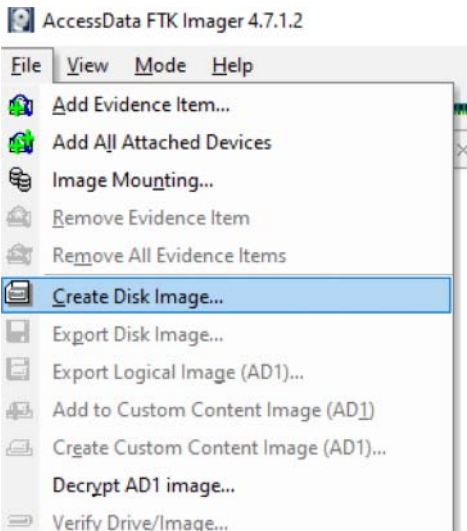 AccessData FTK Imager 4.7.1.2
File View Mode Help
Add Evidence Item...
Add All Attached Devices
Image Mounting...
Remove Evidence Item
Remove All Evidence Items
Create Disk Image...
Export Disk Image...
Export Logical Image (AD1)...
Add to Custom Content Image (AD1)
Create Custom Content Image (AD1)...
Decrypt AD1 image...
Verify Drive/Image...